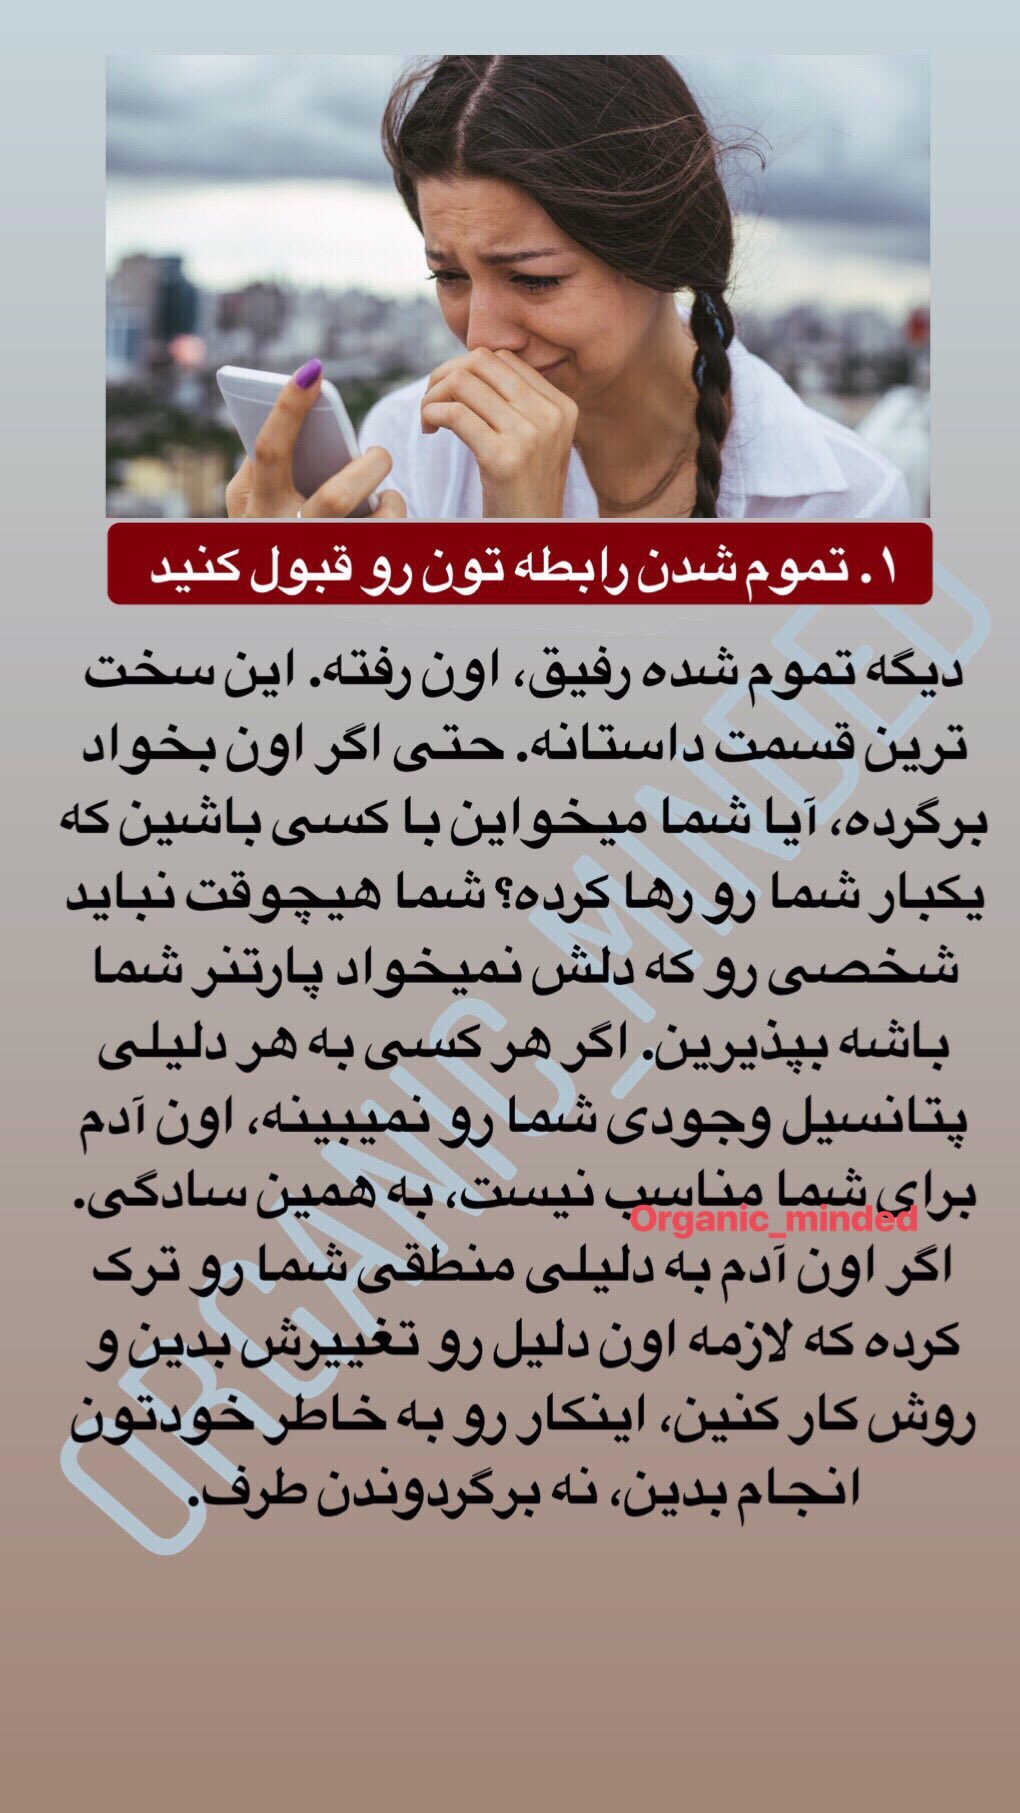 ۱. تموم شدن رابطه تون رو قبول کنید
دیگه تموم شده رفیق، اون رفته. این سخت
ترین قسمت داستانه. حتی اگر اون بخواد
برگرده، آیا شما میخواین با کسی باشین که
یکبار شما رو رها کرده؟ شما هیچوقت نباید
شخصی رو که دلش نمیخواد پارتنر شما
باشه بپذیرین. اگر هر کسی به هر دلیلی
پتانسیل وجودی شما رو نمیبینه، اون آدم
برای شما مناسب نیست، به همین سادگی.
Organic_minded
اگر اون آدم به دلیلی منطقی شما رو ترک
کرده که لازمه اون دلیل رو تغییرش بدین و
روش کار کنین، اینکار رو به خاطر خودتون
انجام بدین، نه برگردوندن طرف.
ORGANIC_MINDED